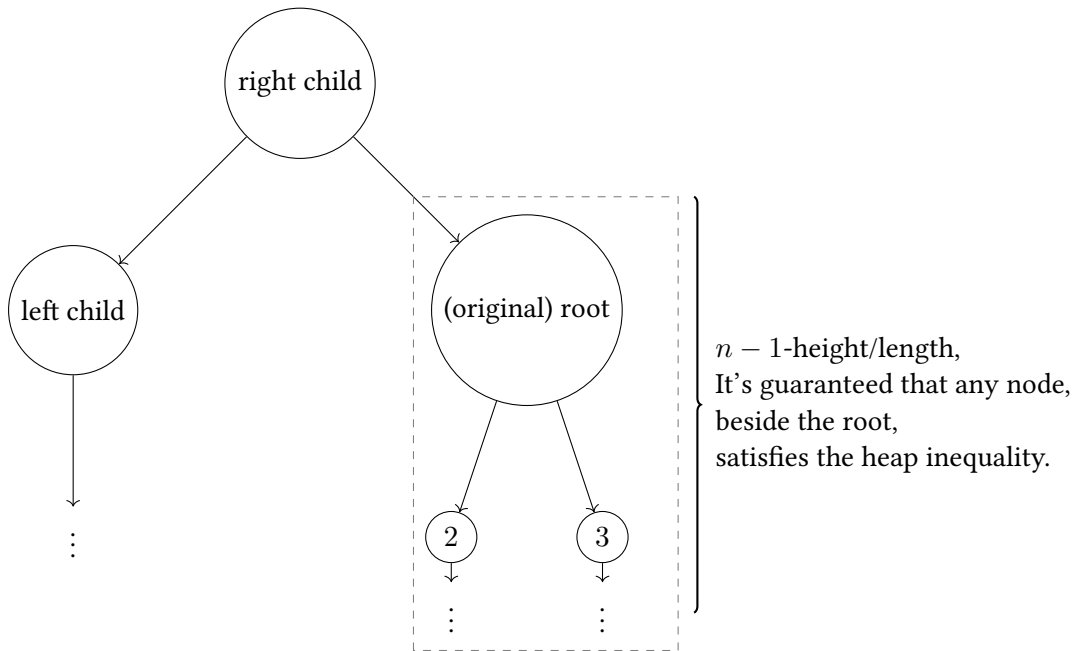 right child
left child
(original) root
n − 1-height/length,
It's guaranteed that any node,
beside the root,
satisfies the heap inequality.
2
3
⋮
⋮
⋮